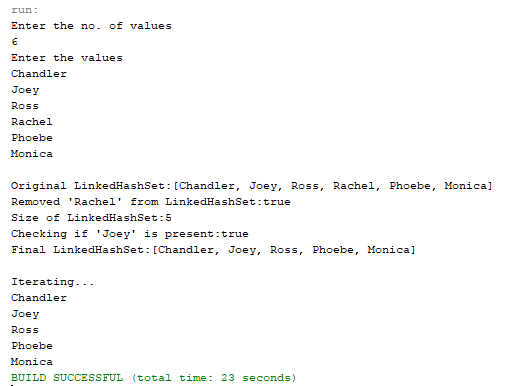 run:
Enter the no. of values
6
Enter the values
Chandler
Joey
Ross
Rachel
Phoebe
Monica
Original LinkedHashSet:[Chandler, Joey, Ross, Rachel, Phoebe, Monica]
Removed 'Rachel' from LinkedHashSet:true
Size of LinkedHashSet:5
Checking if 'Joey' is present:true
Final LinkedHashSet:[Chandler, Joey, Ross, Phoebe, Monica]
Iterating...
Chandler
Joey
Ross
Phoebe
Monica
BUILD SUCCESSFUL (total time: 23 seconds)